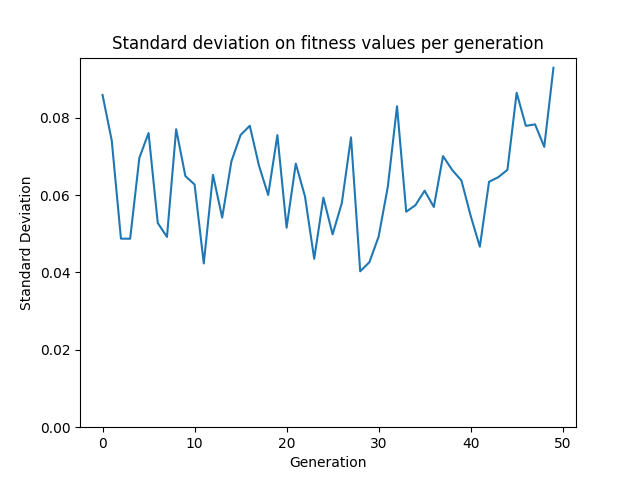 Standard deviation on fitness values per generation
0.08
0.06
0.04
0.02
0.00
Standard Deviation
0 10 20 30 40 50
Generation